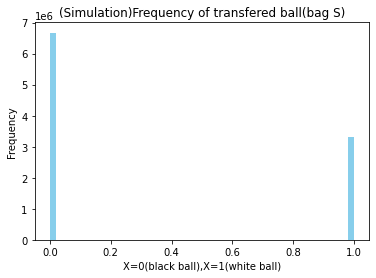 (Simulation)Frequency of transfered ball(bag S)
1e6
7
6
5
4
3
2
1
0
Frequency
0.0 0.2 0.4 0.6 0.8 1.0
X=0(black ball),X=1(white ball)